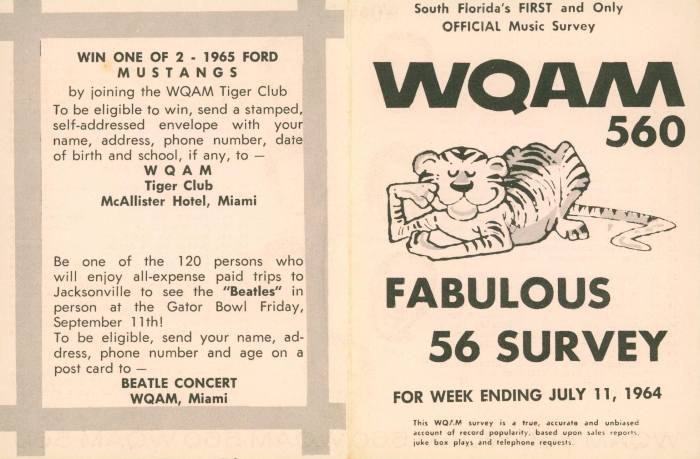 WIN ONE OF 2 - 1965 FORD
MUSTANGS
by joining the WQAM Tiger Club
To be eligible to win, send a stamped,
self-addressed envelope with your
name, address, phone number, date
of birth and school, if any, to —
WQAM
Tiger Club
McAllister Hotel, Miami
Be one of the 120 persons who
will enjoy all-expense paid trips to
Jacksonville to see the "Beatles" in
person at the Gator Bowl Friday,
September 11th!
To be eligible, send your name, ad-
dress, phone number and age on a
post card to —
BEATLE CONCERT
WQAM, Miami
South Florida's FIRST and Only
OFFICIAL Music Survey
WQAM
560
FABULOUS
56 SURVEY
FOR WEEK ENDING JULY 11, 1964
This WQAM survey is a true, accurate and unbiased
account of record popularity, based upon sales reports,
juke box plays and telephone requests.